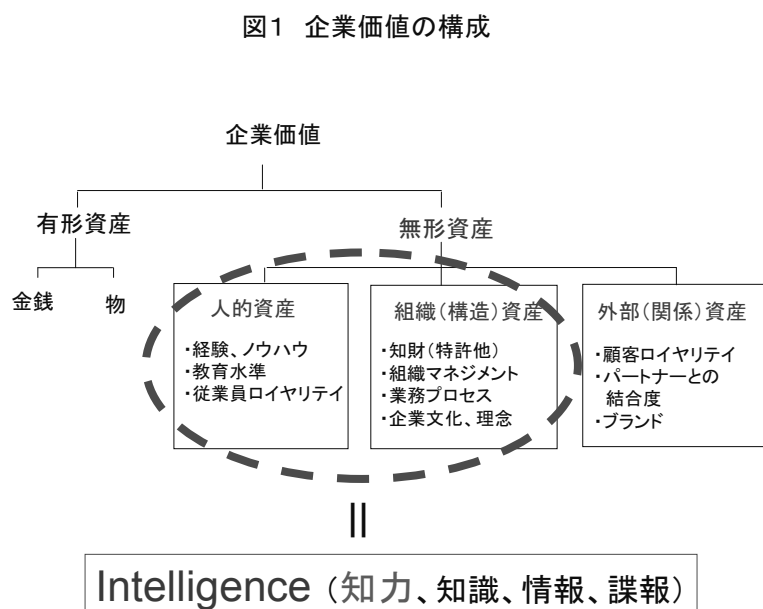 図1 企業価値の構成
企業価値
有形資産
無形資産
金銭
物
人的資産
・経験、ノウハウ
・教育水準
・従業員ロイヤリテイ
組織(構造)資産
・知財(特許他)
・組織マネジメント
・業務プロセス
・企業文化、理念
外部(関係)資産
・顧客ロイヤリテイ
・パートナーとの
結合度
・ブランド
Intelligence (知力、知識、情報、諜報)